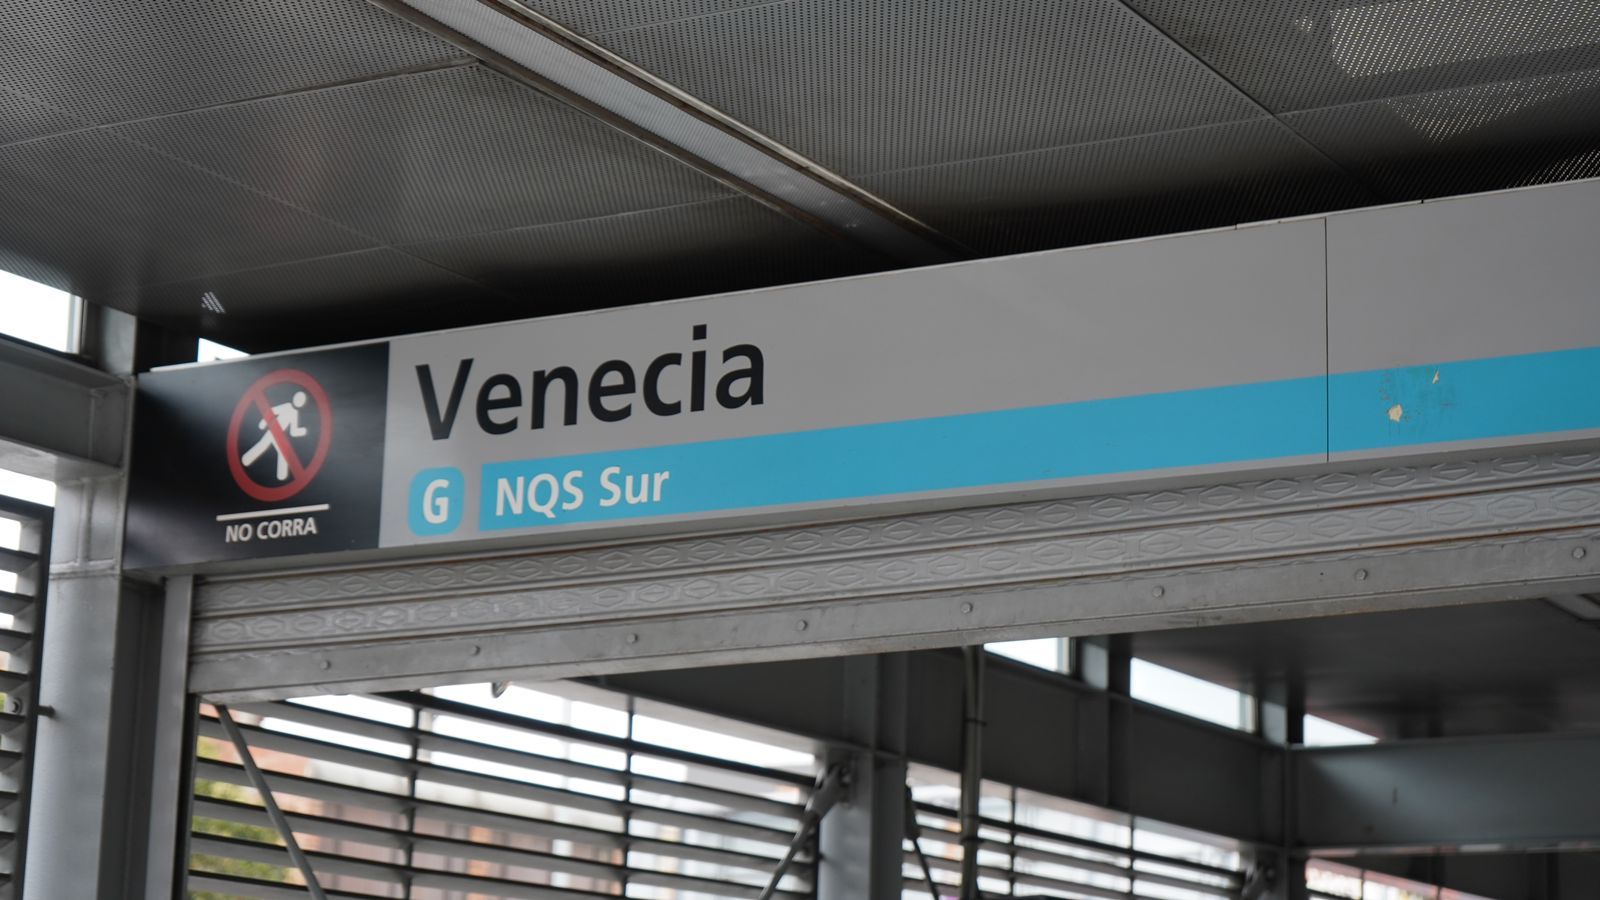 Venecia
G NQS Sur
NO CORRA